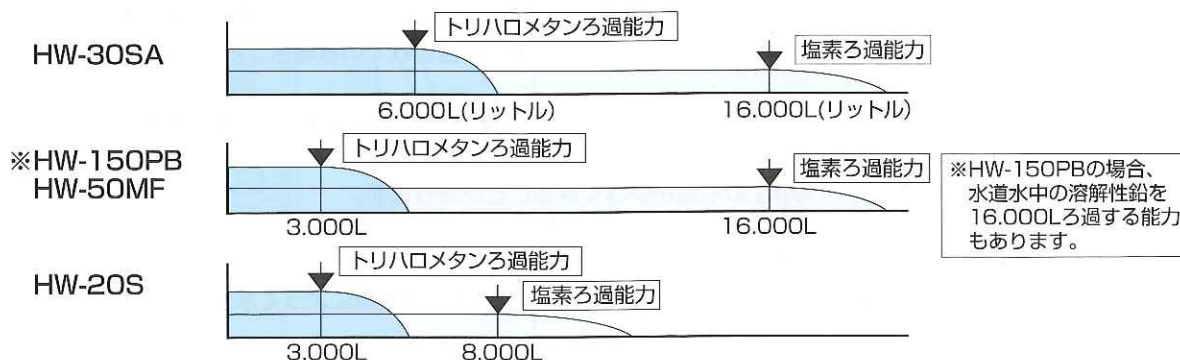 HW-30SA
トリハロメタンろ過能力
塩素ろ過能力
6.000L(リットル)
16.000L(リットル)
※HW-150PB
HW-50MF
トリハロメタンろ過能力
塩素ろ過能力
3.000L
16.000L
※HW-150PBの場合、
水道水中の溶解性鉛を
16.000Lろ過する能力
もあります。
HW-20S
トリハロメタンろ過能力
塩素ろ過能力
3.000L
8.000L